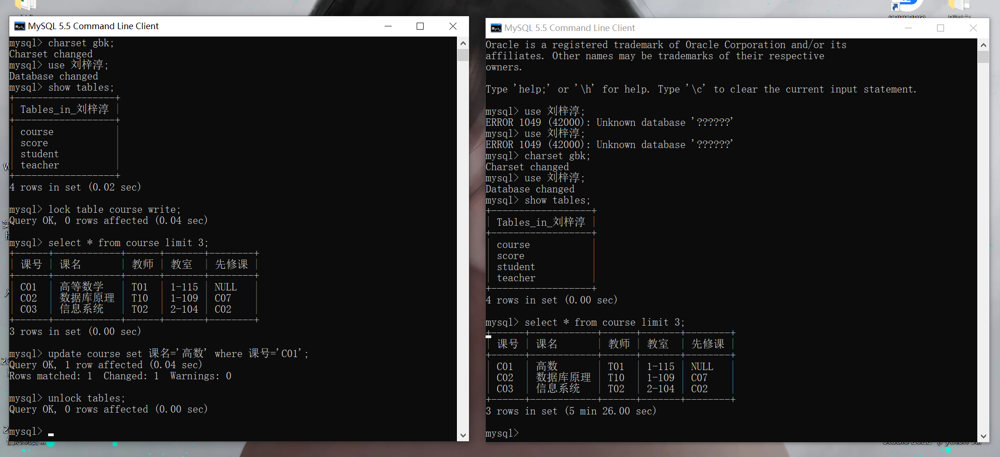 MySQL 5.5 Command Line Client
mysql> charset gbk;
Charset changed
mysql> use 刘梓淳;
Database changed
mysql> show tables;
+------------------+
| Tables_in_刘梓淳 |
+------------------+
| course           |
| score            |
| student          |
| teacher          |
+------------------+
4 rows in set (0.02 sec)
mysql> lock table course write;
Query OK, 0 rows affected (0.04 sec)
mysql> select * from course limit 3;
+------+------------+------+-------+--------+
| 课号 | 课名       | 教师 | 教室  | 先修课 |
+------+------------+------+-------+--------+
| C01  | 高等数学   | T01  | 1-115 | NULL   |
| C02  | 数据库原理 | T10  | 1-109 | C07    |
| C03  | 信息系统   | T02  | 2-104 | C02    |
+------+------------+------+-------+--------+
3 rows in set (0.00 sec)
mysql> update course set 课名='高数' where 课号='C01';
Query OK, 1 row affected (0.04 sec)
Rows matched: 1  Changed: 1  Warnings: 0
mysql> unlock tables;
Query OK, 0 rows affected (0.00 sec)
mysql>
MySQL 5.5 Command Line Client
Oracle is a registered trademark of Oracle Corporation and/or its
affiliates. Other names may be trademarks of their respective
owners.
Type 'help;' or '\h' for help. Type '\c' to clear the current input statement.
mysql> use 刘梓淳;
ERROR 1049 (42000): Unknown database '??????'
mysql> use 刘梓淳;
ERROR 1049 (42000): Unknown database '??????'
mysql> charset gbk;
Charset changed
mysql> use 刘梓淳;
Database changed
mysql> show tables;
+------------------+
| Tables_in_刘梓淳 |
+------------------+
| course           |
| score            |
| student          |
| teacher          |
+------------------+
4 rows in set (0.00 sec)
mysql> select * from course limit 3;
+------+------------+------+-------+--------+
| 课号 | 课名       | 教师 | 教室  | 先修课 |
+------+------------+------+-------+--------+
| C01  | 高数       | T01  | 1-115 | NULL   |
| C02  | 数据库原理 | T10  | 1-109 | C07    |
| C03  | 信息系统   | T02  | 2-104 | C02    |
+------+------------+------+-------+--------+
3 rows in set (5 min 26.00 sec)
mysql>